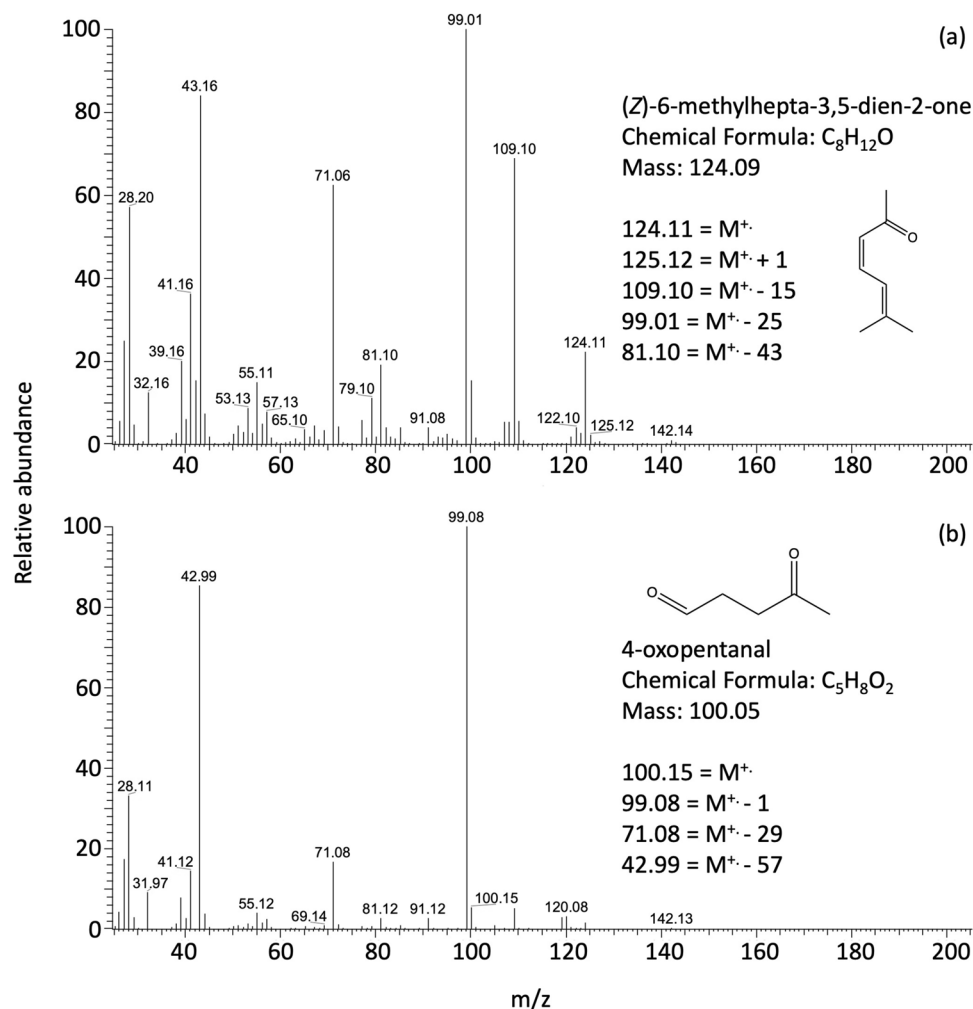 (a)
100
80
60
40
20
0
99.01
43.16
109.10
71.06
28.20
41.16
39.16
32.16
55.11
53.13
57.13
65.10
81.10
79.10
91.08
124.11
122.10
125.12
142.14
40 60 80 100 120 140 160 180 200
(Z)-6-methylhepta-3,5-dien-2-one
Chemical Formula: C₈H₁₂O
Mass: 124.09
124.11 = M⁺·
125.12 = M⁺· + 1
109.10 = M⁺· - 15
99.01 = M⁺· - 25
81.10 = M⁺· - 43
O
Relative abundance
(b)
100
80
60
40
20
0
99.08
42.99
28.11
41.12
31.97
55.12
69.14
71.08
81.12
91.12
100.15
120.08
142.13
40 60 80 100 120 140 160 180 200
O
O
4-oxopentanal
Chemical Formula: C₅H₈O₂
Mass: 100.05
100.15 = M⁺·
99.08 = M⁺· - 1
71.08 = M⁺· - 29
42.99 = M⁺· - 57
m/z